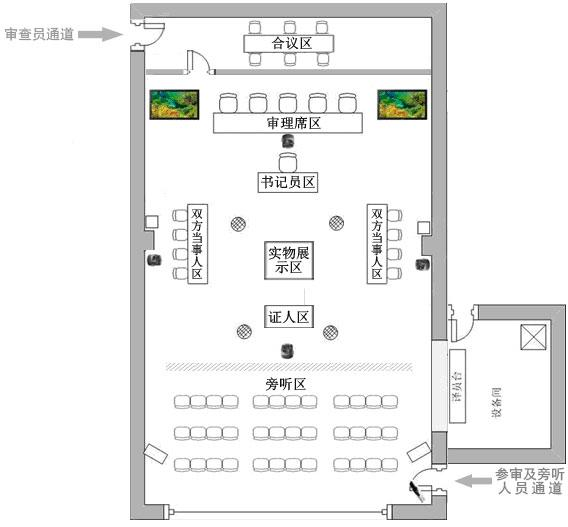 审查员通道
合议区
审理席区
书记员区
双方当事人区
双方当事人区
实物展
示区
证人区
旁听区
译员台
设备间
参审及旁听
人员通道